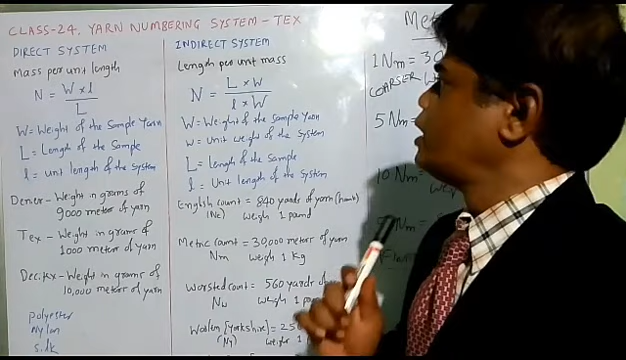 CLASS-24. YARN NUMBERING SYSTEM - TEX
DIRECT SYSTEM
Mass per unit length
N = W × l / L
W = Weight of the Sample Yarn
L = Length of the Sample
l = unit length of the System
Denier - Weight in grams of
9000 meter of yarn
Tex - Weight in grams of
1000 meter of yarn
Decitex - Weight in grams of
10,000 meter of yarn
polyester
Nylon
silk
INDIRECT SYSTEM
Length per unit mass
N = L × w / l × W
W = Weight of the Sample Yarn
w = Unit weight of the System
L = Length of the Sample
l = Unit length of the System
English count = 840 yards of yarn (hank)
(Ne) weigh 1 pound
Metric count = 30,000 meter of yarn
Nm weigh 1 kg
Worsted count = 560 yards of
Nw weigh 1
Woolen [Yorkshire] = 25
(Ny) weigh 1
Met
1 Nm = 30
COARSER
5 Nm =
10 Nm =
Nm =